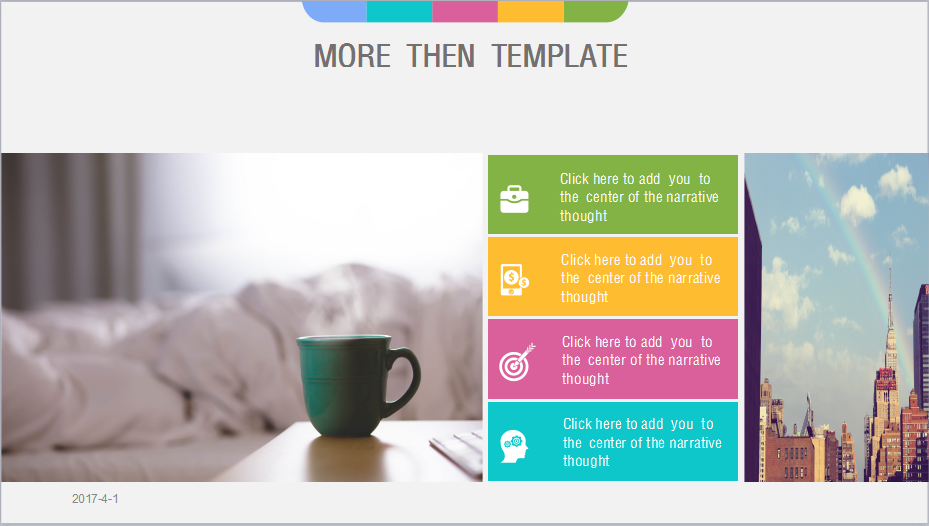 MORE THEN TEMPLATE
Click here to add you to
the center of the narrative
thought
Click here to add you to
the center of the narrative
thought
Click here to add you to
the center of the narrative
thought
Click here to add you to
the center of the narrative
thought
2017-4-1